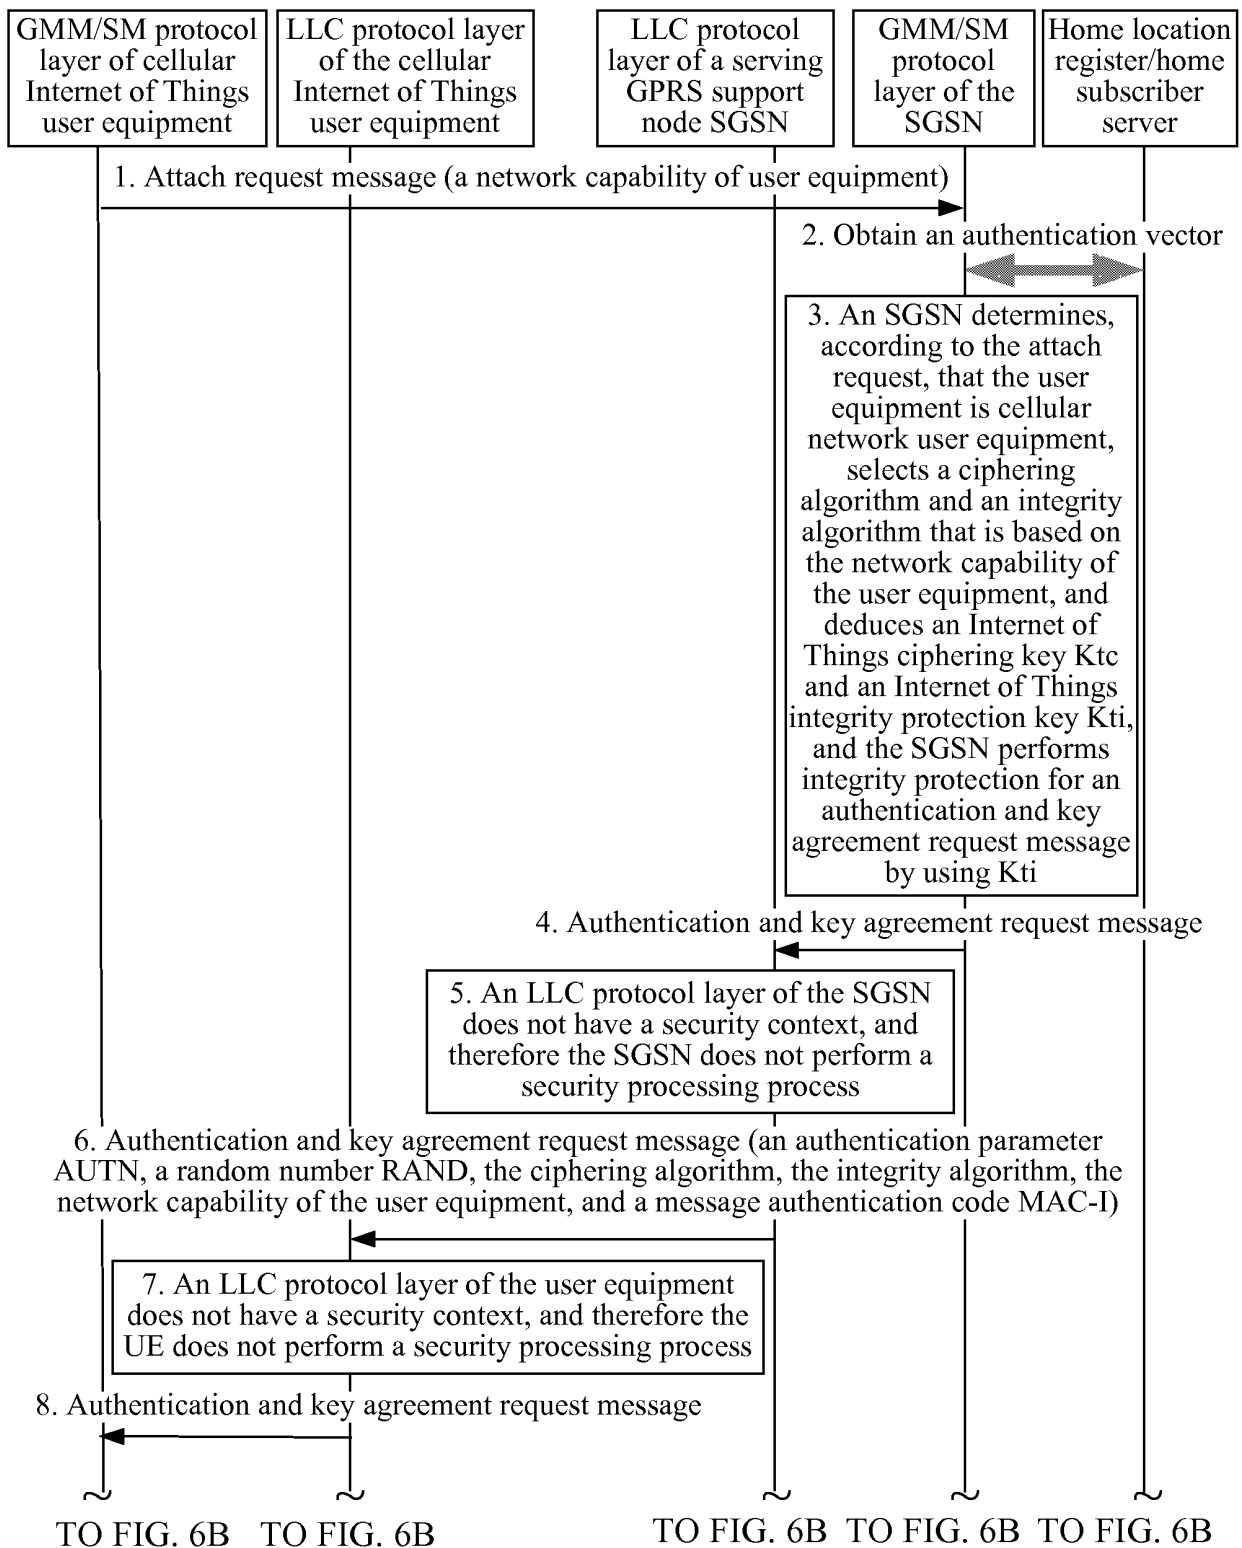 GMM/SM protocol
layer of cellular
Internet of Things
user equipment
LLC protocol layer
of the cellular
Internet of Things
user equipment
LLC protocol
layer of a serving
GPRS support
node SGSN
GMM/SM
protocol
layer of the
SGSN
Home location
register/home
subscriber
server
1. Attach request message (a network capability of user equipment)
2. Obtain an authentication vector
3. An SGSN determines,
according to the attach
request, that the user
equipment is cellular
network user equipment,
selects a ciphering
algorithm and an integrity
algorithm that is based on
the network capability of
the user equipment, and
deduces an Internet of
Things ciphering key Ktc
and an Internet of Things
integrity protection key Kti,
and the SGSN performs
integrity protection for an
authentication and key
agreement request message
by using Kti
4. Authentication and key agreement request message
5. An LLC protocol layer of the SGSN
does not have a security context, and
therefore the SGSN does not perform a
security processing process
6. Authentication and key agreement request message (an authentication parameter
AUTN, a random number RAND, the ciphering algorithm, the integrity algorithm, the
network capability of the user equipment, and a message authentication code MAC-I)
7. An LLC protocol layer of the user equipment
does not have a security context, and therefore the
UE does not perform a security processing process
8. Authentication and key agreement request message
TO FIG. 6B
TO FIG. 6B
TO FIG. 6B
TO FIG. 6B
TO FIG. 6B